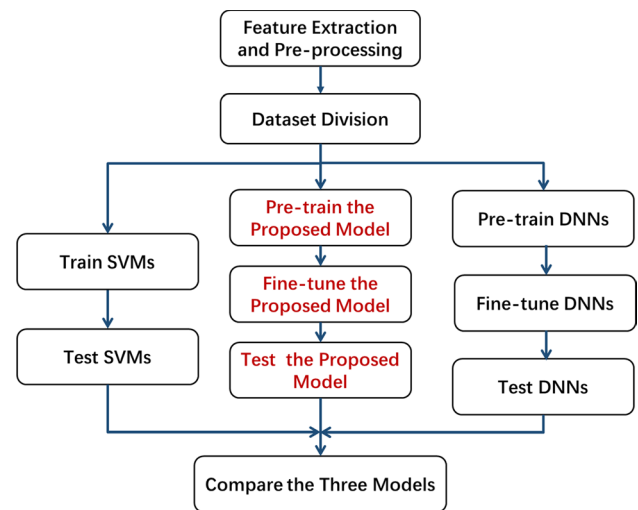 Feature Extraction
and Pre-processing
Dataset Division
Train SVMs
Test SVMs
Pre-train the
Proposed Model
Fine-tune the
Proposed Model
Test the Proposed
Model
Pre-train DNNs
Fine-tune DNNs
Test DNNs
Compare the Three Models